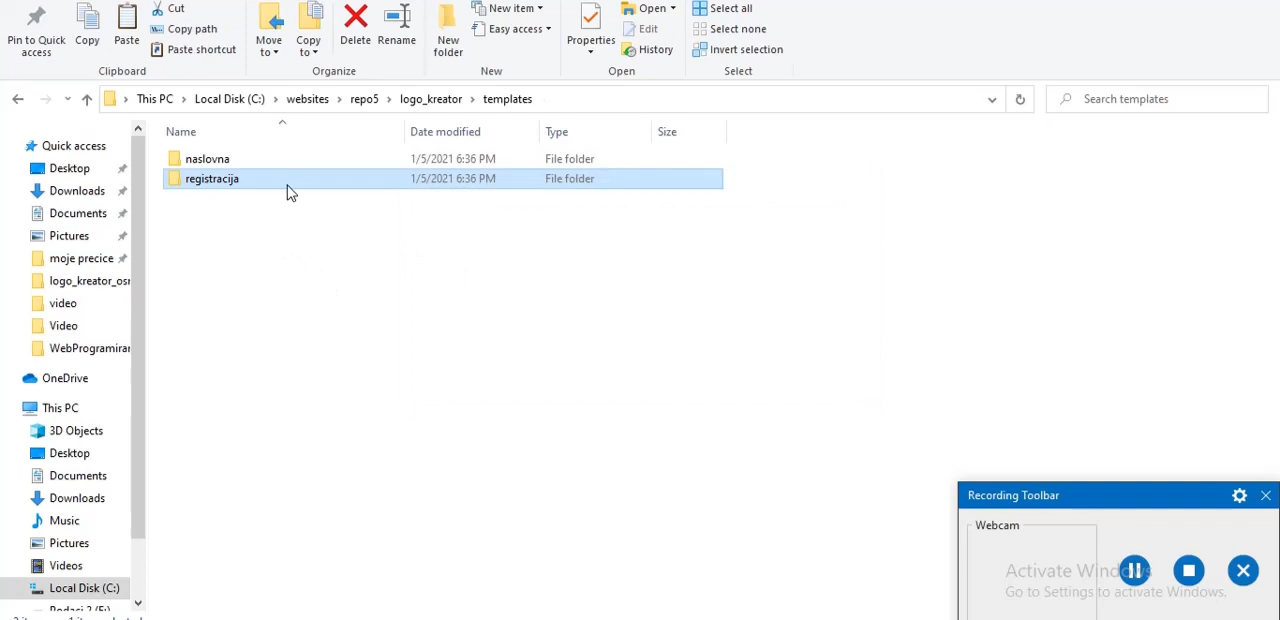 Pin to Quick access
Copy
Paste
Cut
Copy path
Paste shortcut
Clipboard
Move to
Copy to
Delete
Rename
Organize
New folder
New item
Easy access
New
Properties
Open
Edit
History
Open
Select all
Select none
Invert selection
Select
This PC > Local Disk (C:) > websites > repo5 > logo_kreator > templates
Search templates
Name Date modified Type Size
naslovna 1/5/2021 6:36 PM File folder
registracija 1/5/2021 6:36 PM File folder
Quick access
Desktop
Downloads
Documents
Pictures
moje precice
logo_kreator_osn
video
Video
WebProgramiran
OneDrive
This PC
3D Objects
Desktop
Documents
Downloads
Music
Pictures
Videos
Local Disk (C:)
Recording Toolbar
Webcam
Activate Windows
Go to Settings to activate Windows.